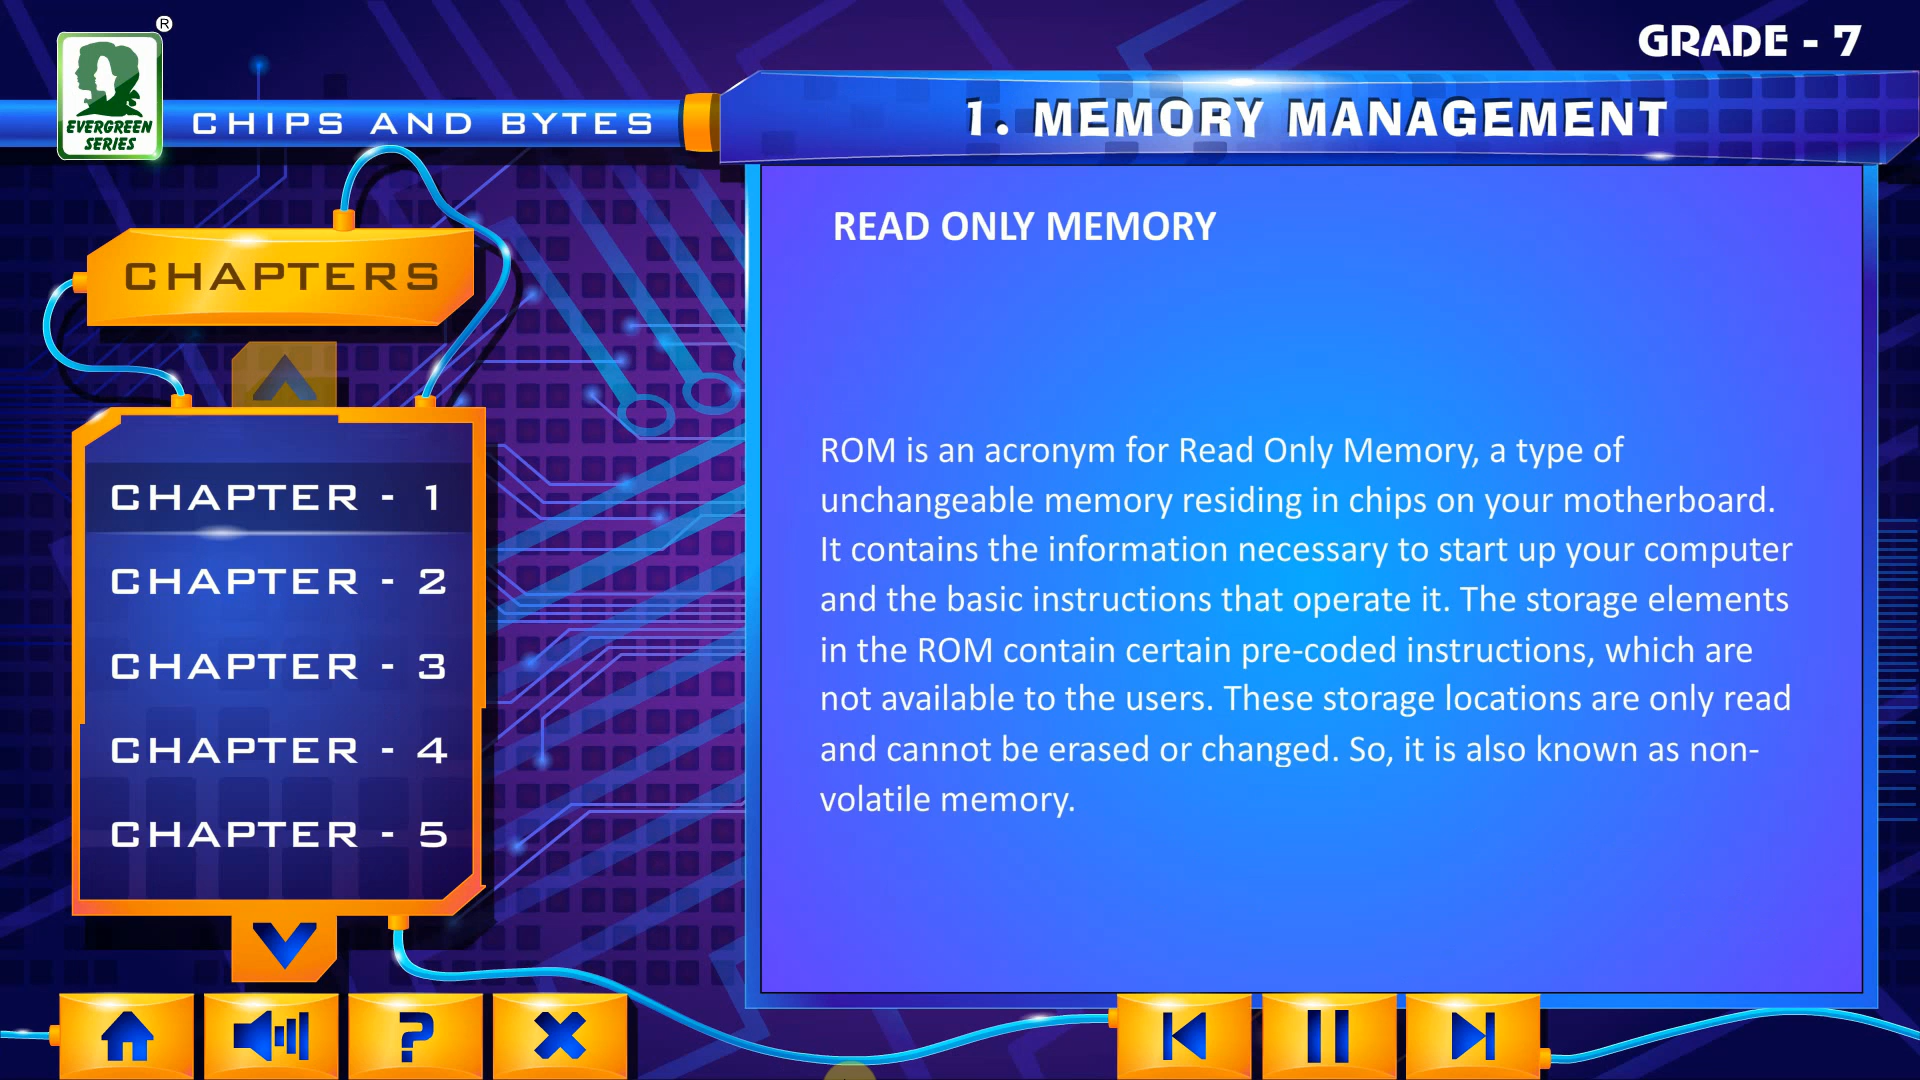 ®
EVERGREEN
SERIES
CHIPS AND BYTES
GRADE - 7
1. MEMORY MANAGEMENT
CHAPTERS
CHAPTER - 1
CHAPTER - 2
CHAPTER - 3
CHAPTER - 4
CHAPTER - 5
READ ONLY MEMORY
ROM is an acronym for Read Only Memory, a type of
unchangeable memory residing in chips on your motherboard.
It contains the information necessary to start up your computer
and the basic instructions that operate it. The storage elements
in the ROM contain certain pre-coded instructions, which are
not available to the users. These storage locations are only read
and cannot be erased or changed. So, it is also known as non-
volatile memory.
?